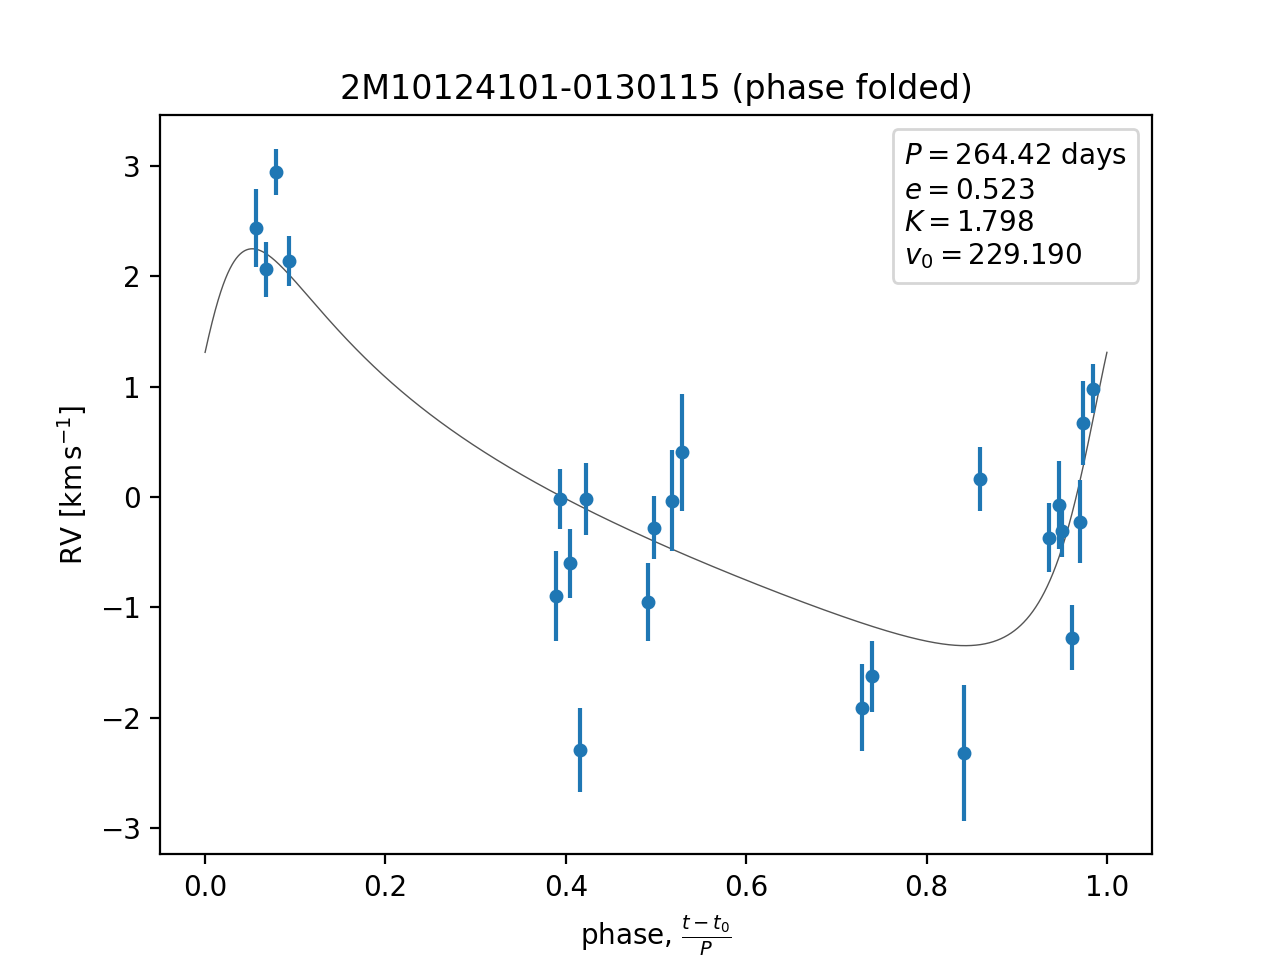 2M10124101-0130115 (phase folded)
P = 264.42 days
e = 0.523
K = 1.798
v₀ = 229.190
3
2
1
0
−1
−2
−3
RV [km s⁻¹]
0.0 0.2 0.4 0.6 0.8 1.0
phase, (t − t₀)/P